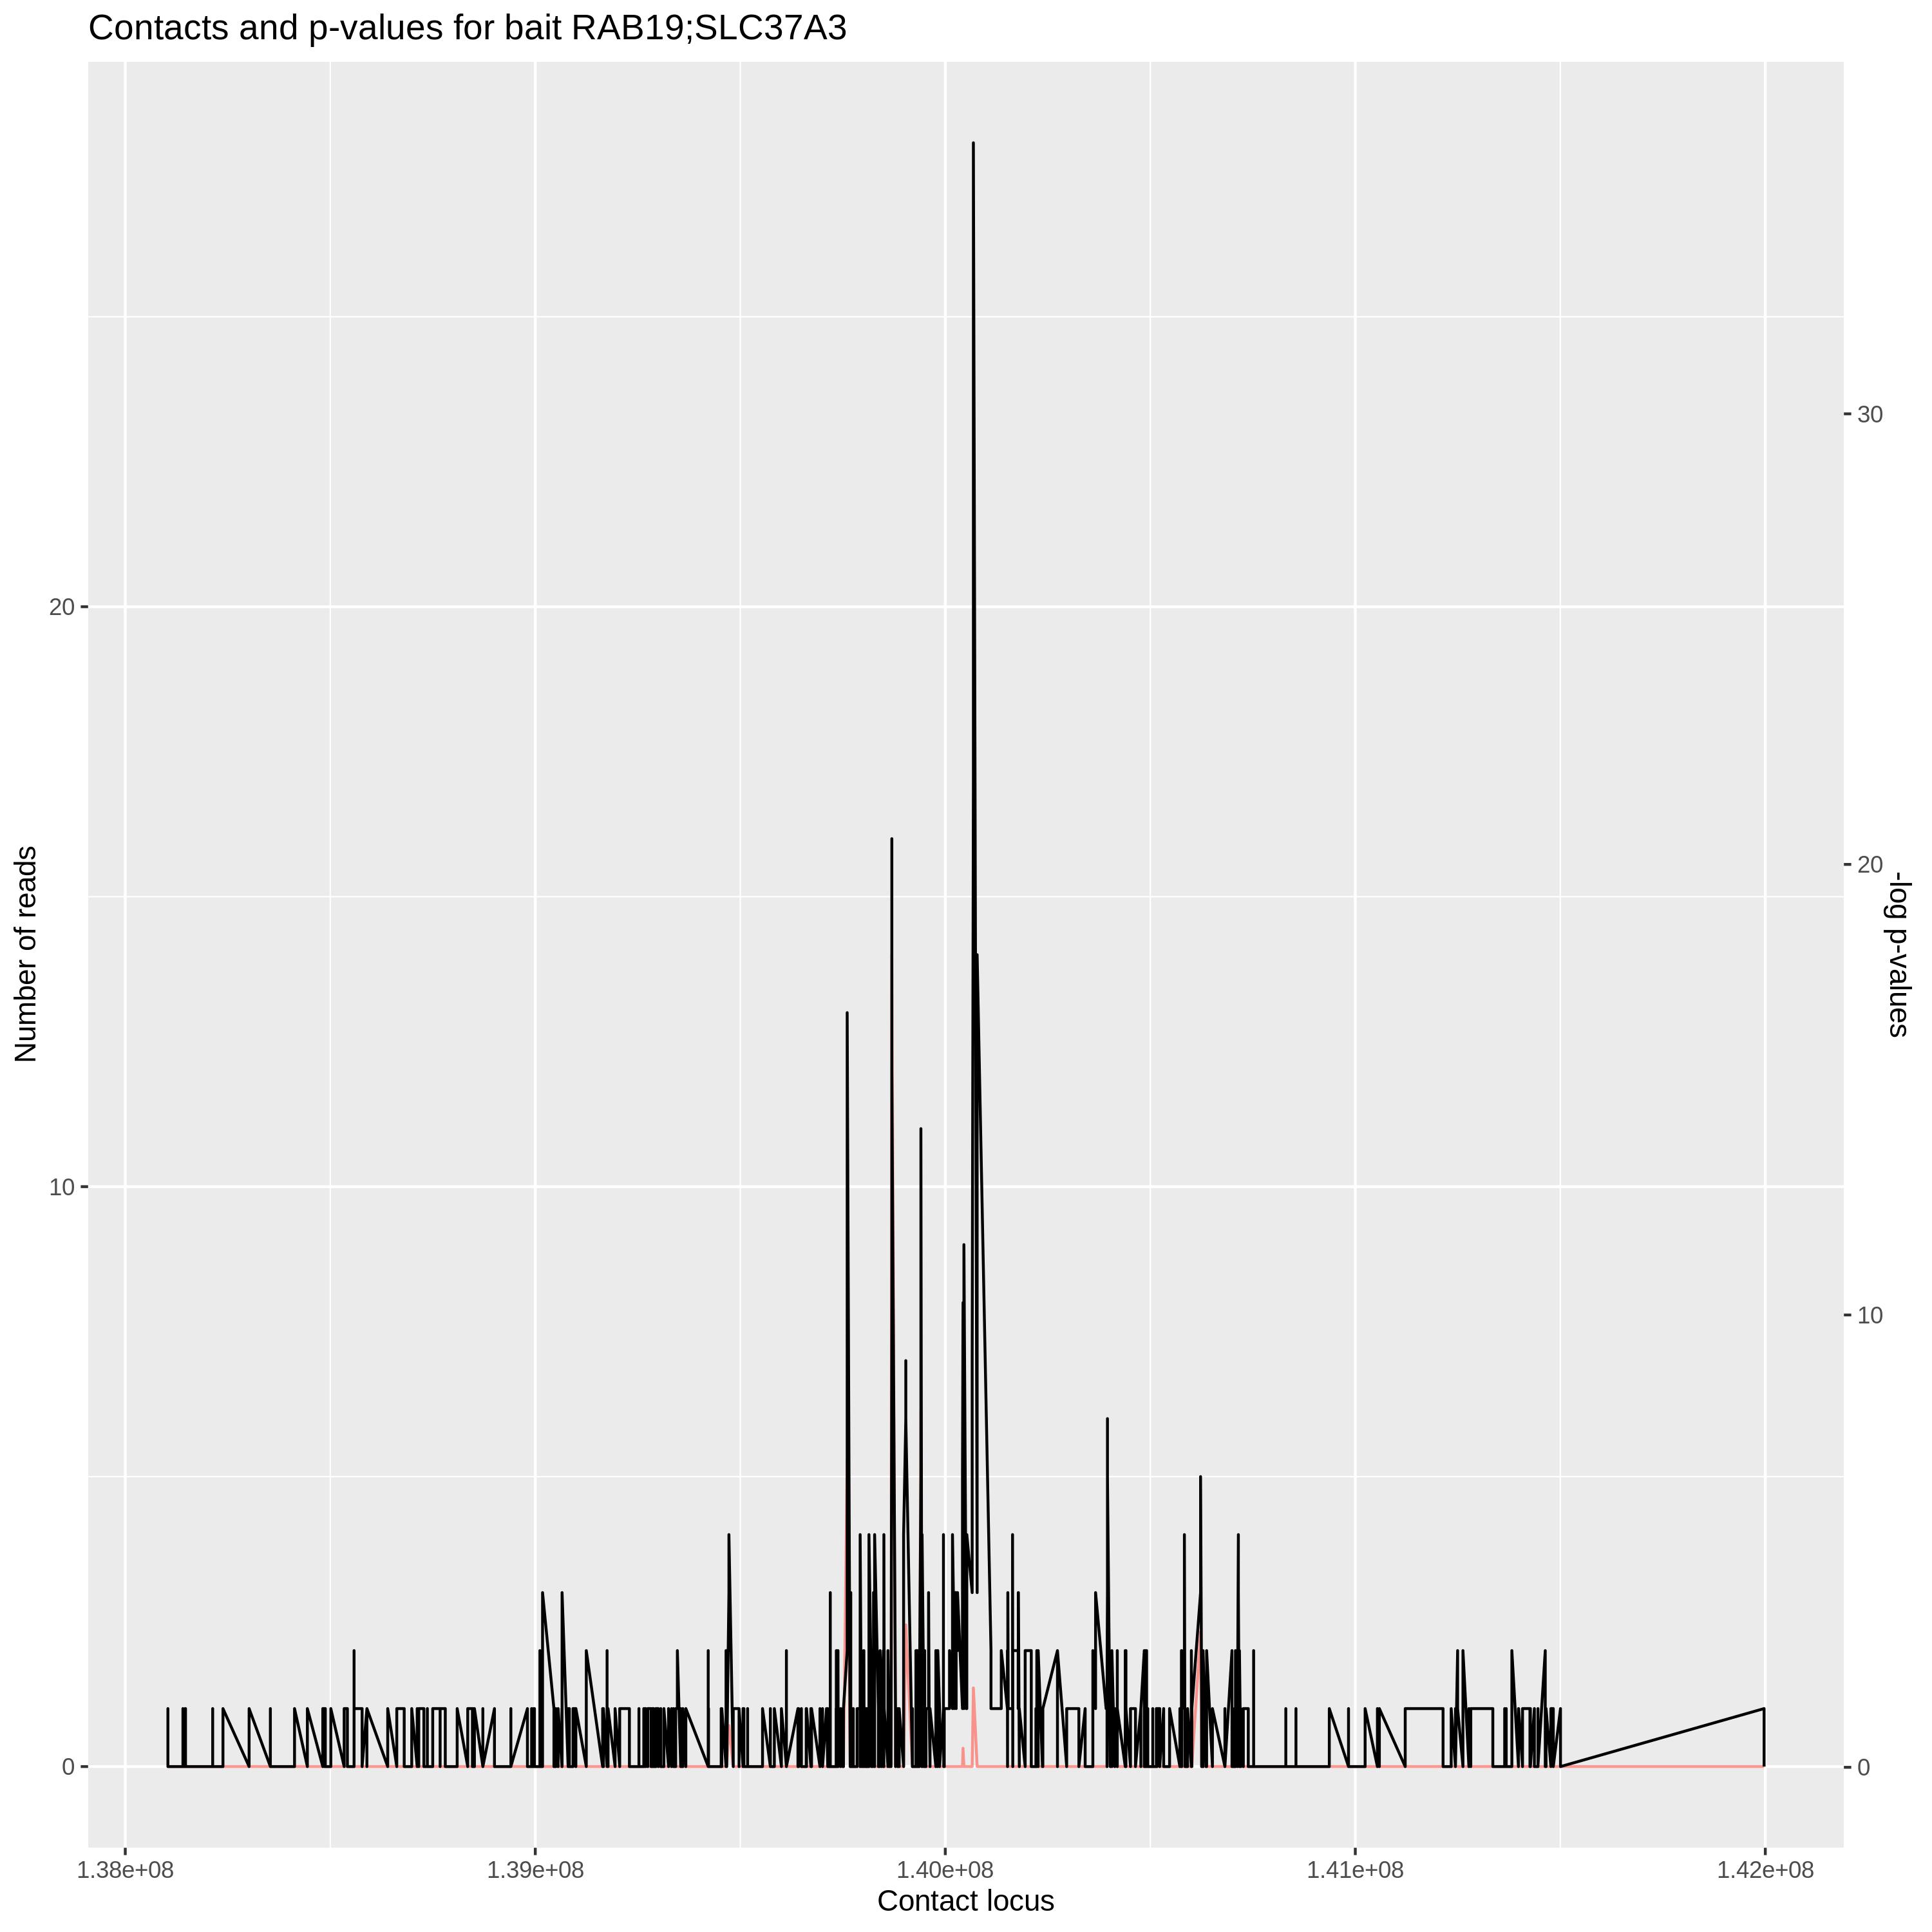 Contacts and p-values for bait RAB19;SLC37A3
Number of reads
20
10
0
30
20
10
0
-log p-values
1.38e+08
1.39e+08
1.40e+08
1.41e+08
1.42e+08
Contact locus